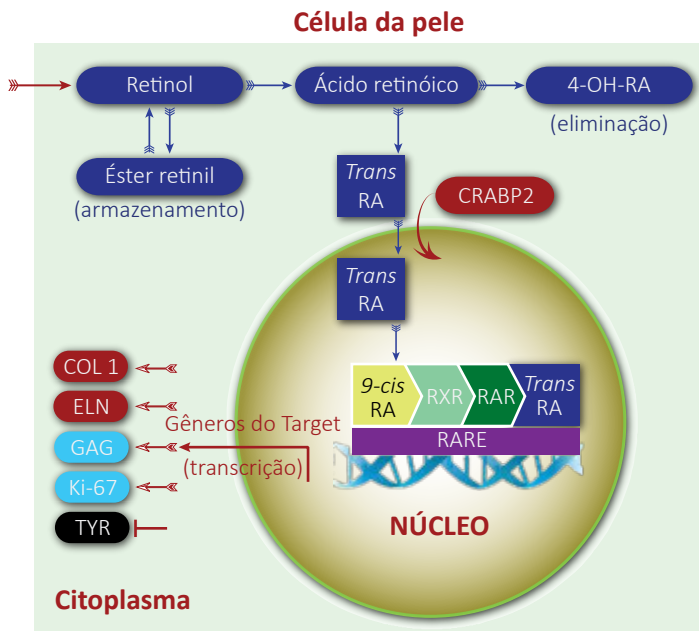 Célula da pele
Retinol
Ácido retinóico
4-OH-RA
(eliminação)
Éster retinil
(armazenamento)
Trans
RA
CRABP2
Trans
RA
COL 1
ELN
GAG
Ki-67
TYR
Gêneros do Target
(transcrição)
9-cis
RA
RXR
RAR
Trans
RA
RARE
NÚCLEO
Citoplasma